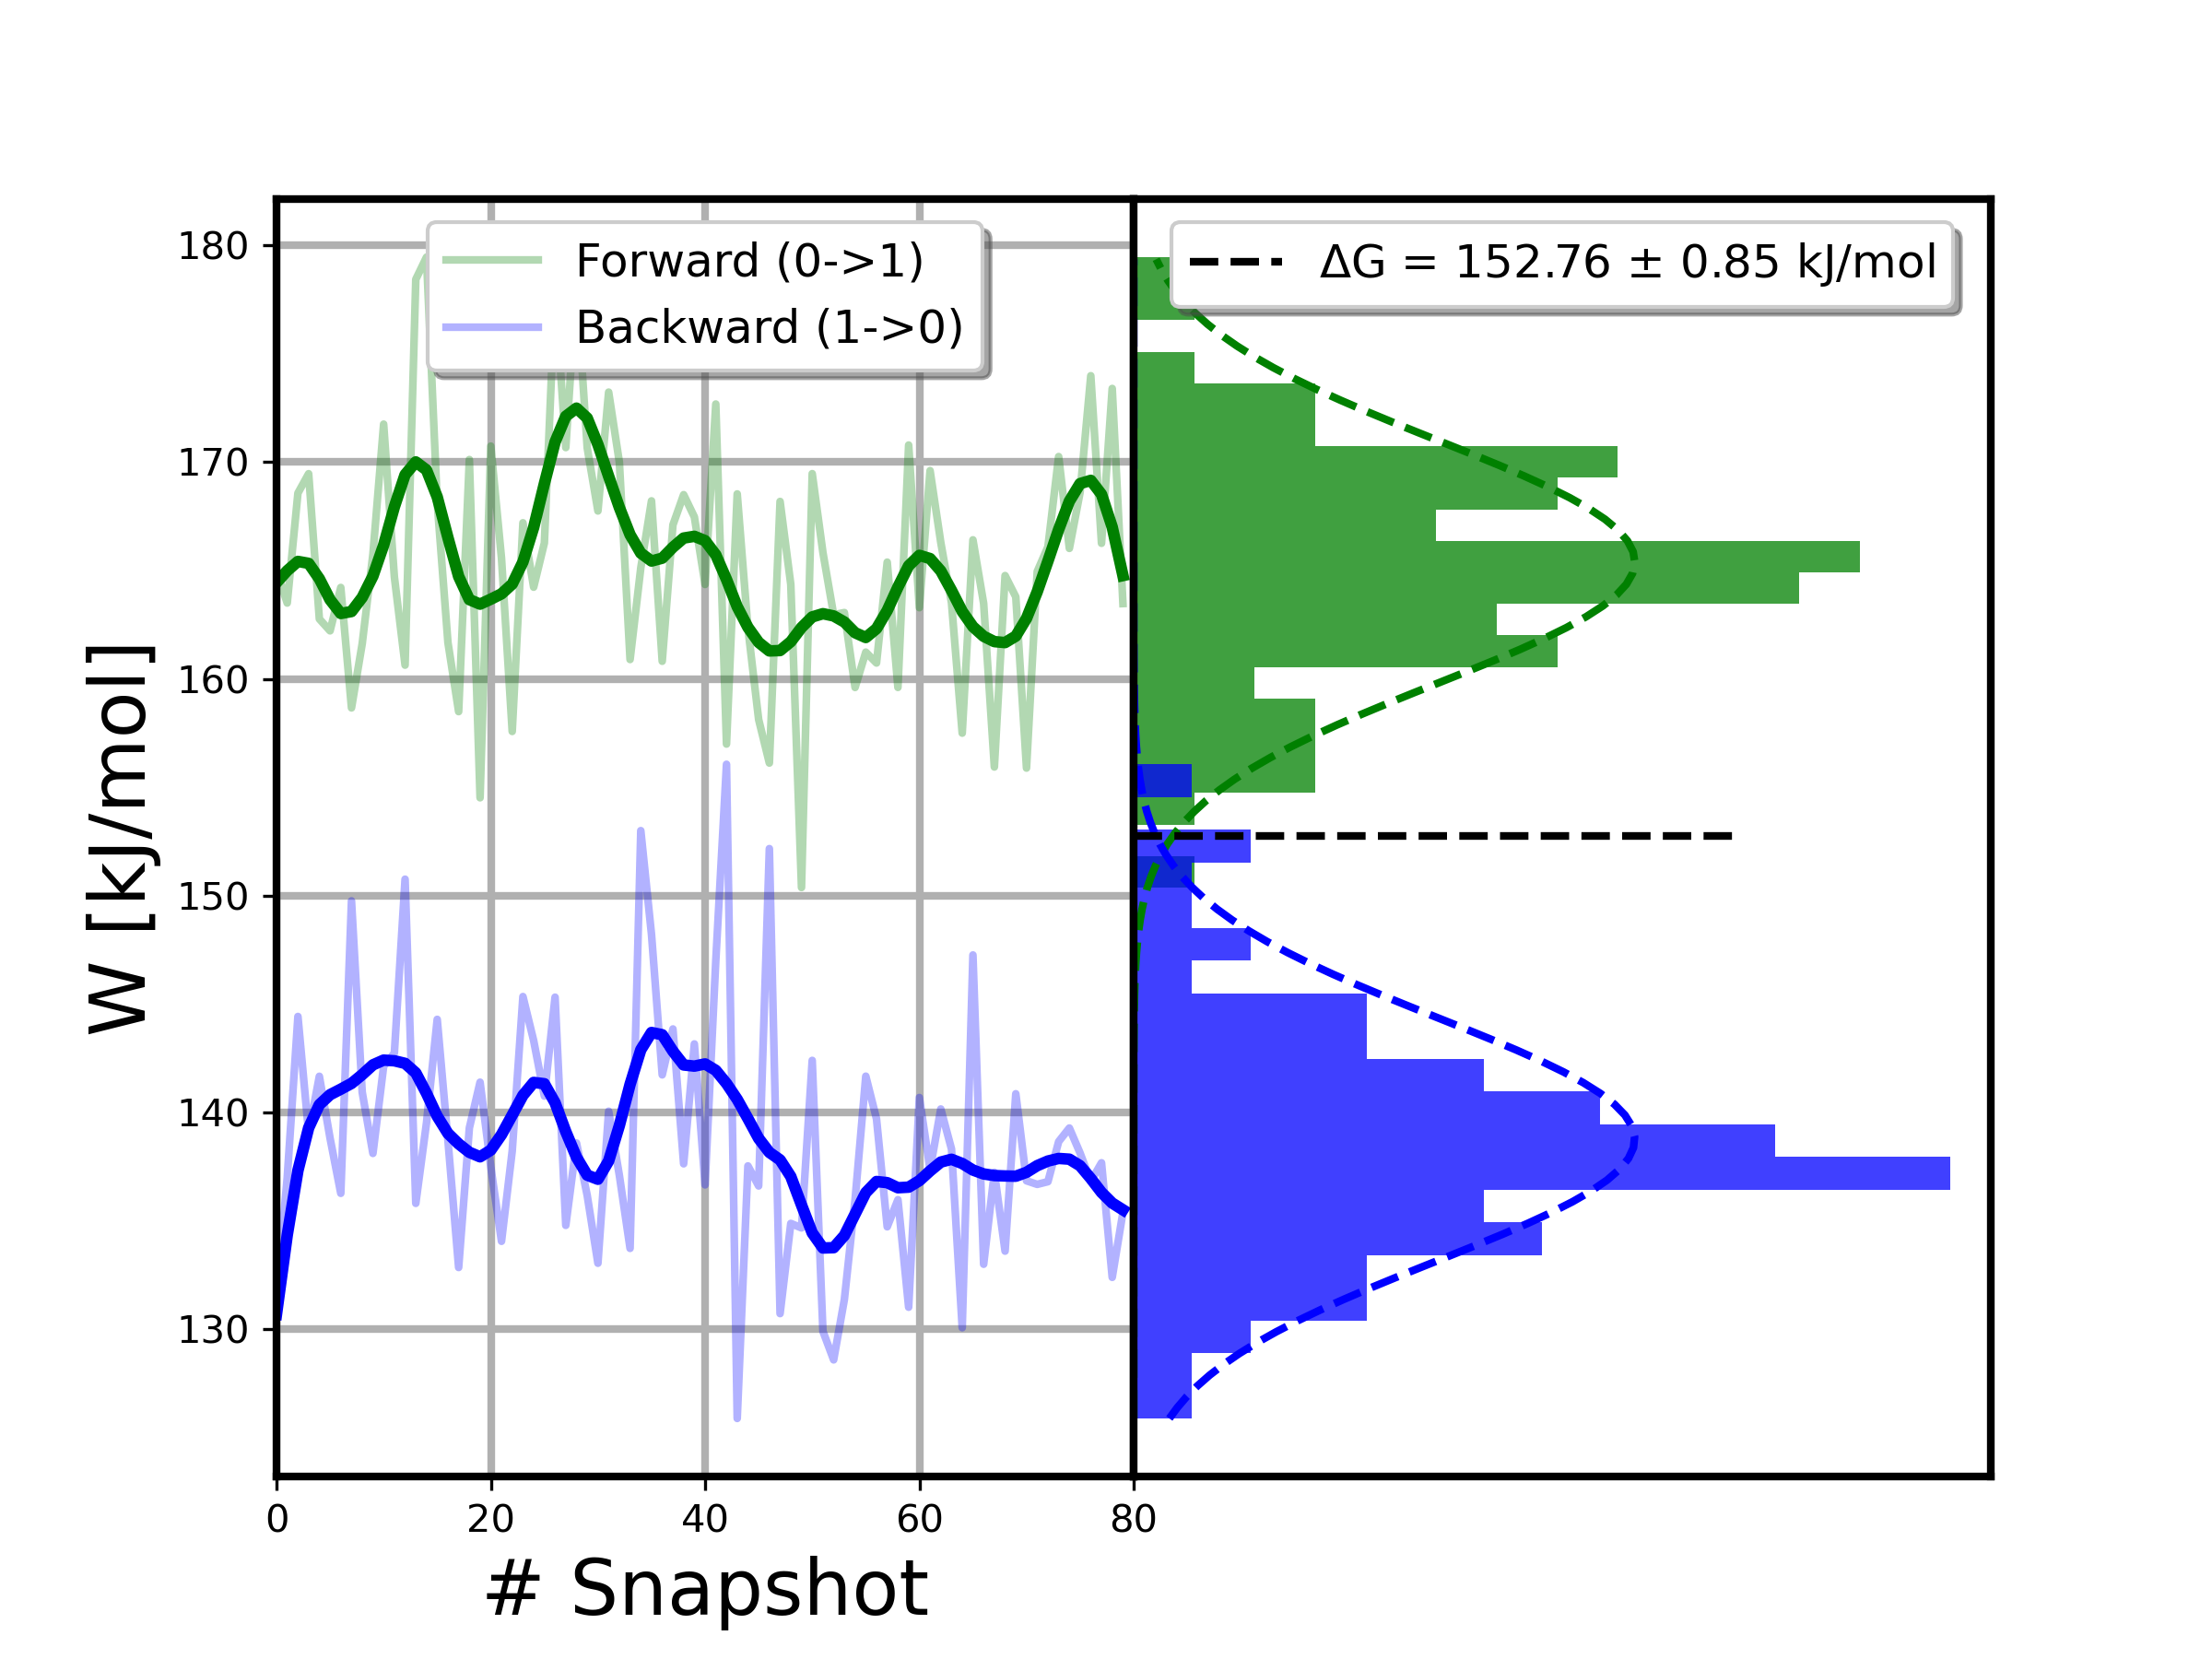 Forward (0->1)
Backward (1->0)
ΔG = 152.76 ± 0.85 kJ/mol
W [kJ/mol]
180
170
160
150
140
130
0 20 40 60 80
# Snapshot